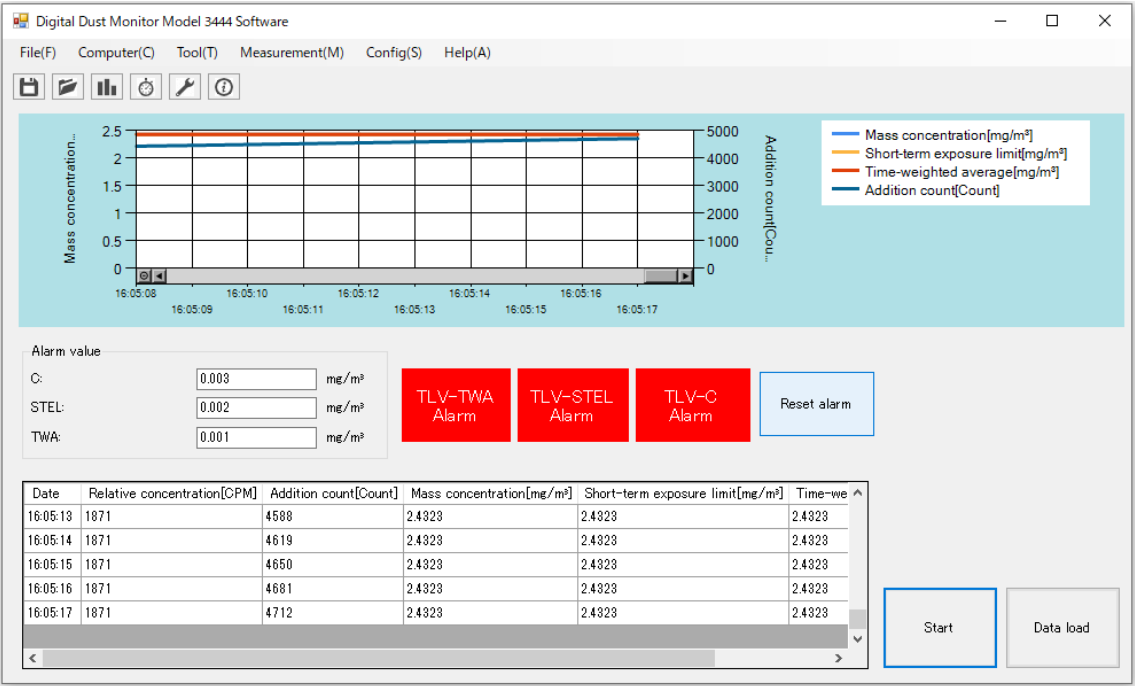 Digital Dust Monitor Model 3444 Software
File(F) Computer(C) Tool(T) Measurement(M) Config(S) Help(A)
Mass concentration...
2.5
2
1.5
1
0.5
0
5000
4000
3000
2000
1000
0
Addition count[Cou...
16:05:08 16:05:10 16:05:12 16:05:14 16:05:16
16:05:09 16:05:11 16:05:13 16:05:15 16:05:17
Mass concentration[mg/m³]
Short-term exposure limit[mg/m³]
Time-weighted average[mg/m³]
Addition count[Count]
Alarm value
C: 0.003 mg/m³
STEL: 0.002 mg/m³
TWA: 0.001 mg/m³
TLV-TWA
Alarm
TLV-STEL
Alarm
TLV-C
Alarm
Reset alarm
Date Relative concentration[CPM] Addition count[Count] Mass concentration[mg/m³] Short-term exposure limit[mg/m³] Time-we
16:05:13 1871 4588 2.4323 2.4323 2.4323
16:05:14 1871 4619 2.4323 2.4323 2.4323
16:05:15 1871 4650 2.4323 2.4323 2.4323
16:05:16 1871 4681 2.4323 2.4323 2.4323
16:05:17 1871 4712 2.4323 2.4323 2.4323
Start
Data load